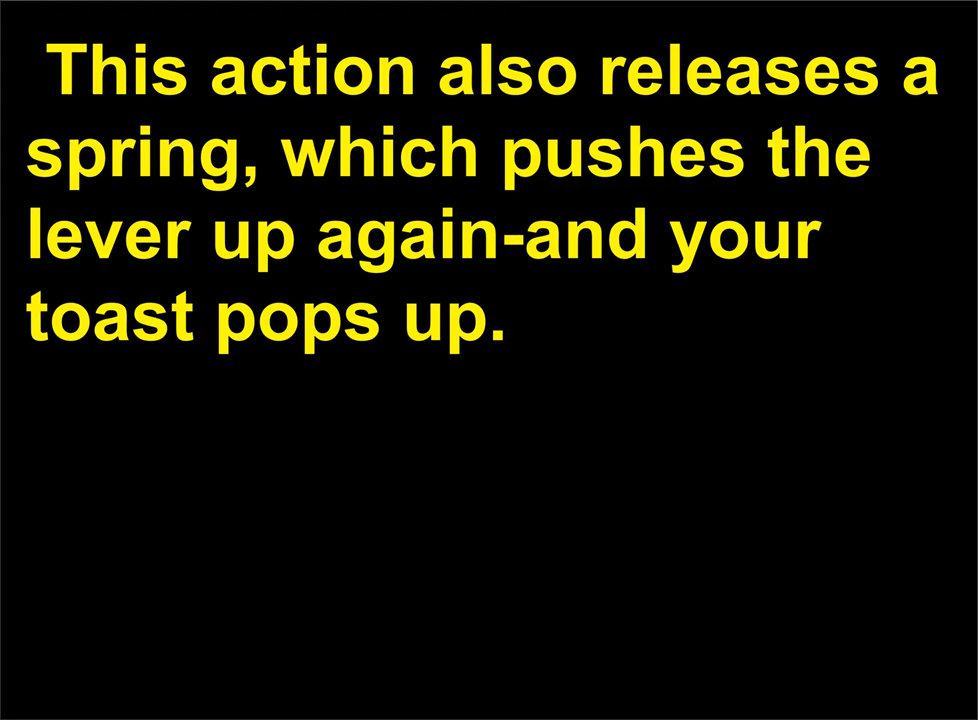 This action also releases a
spring, which pushes the
lever up again-and your
toast pops up.